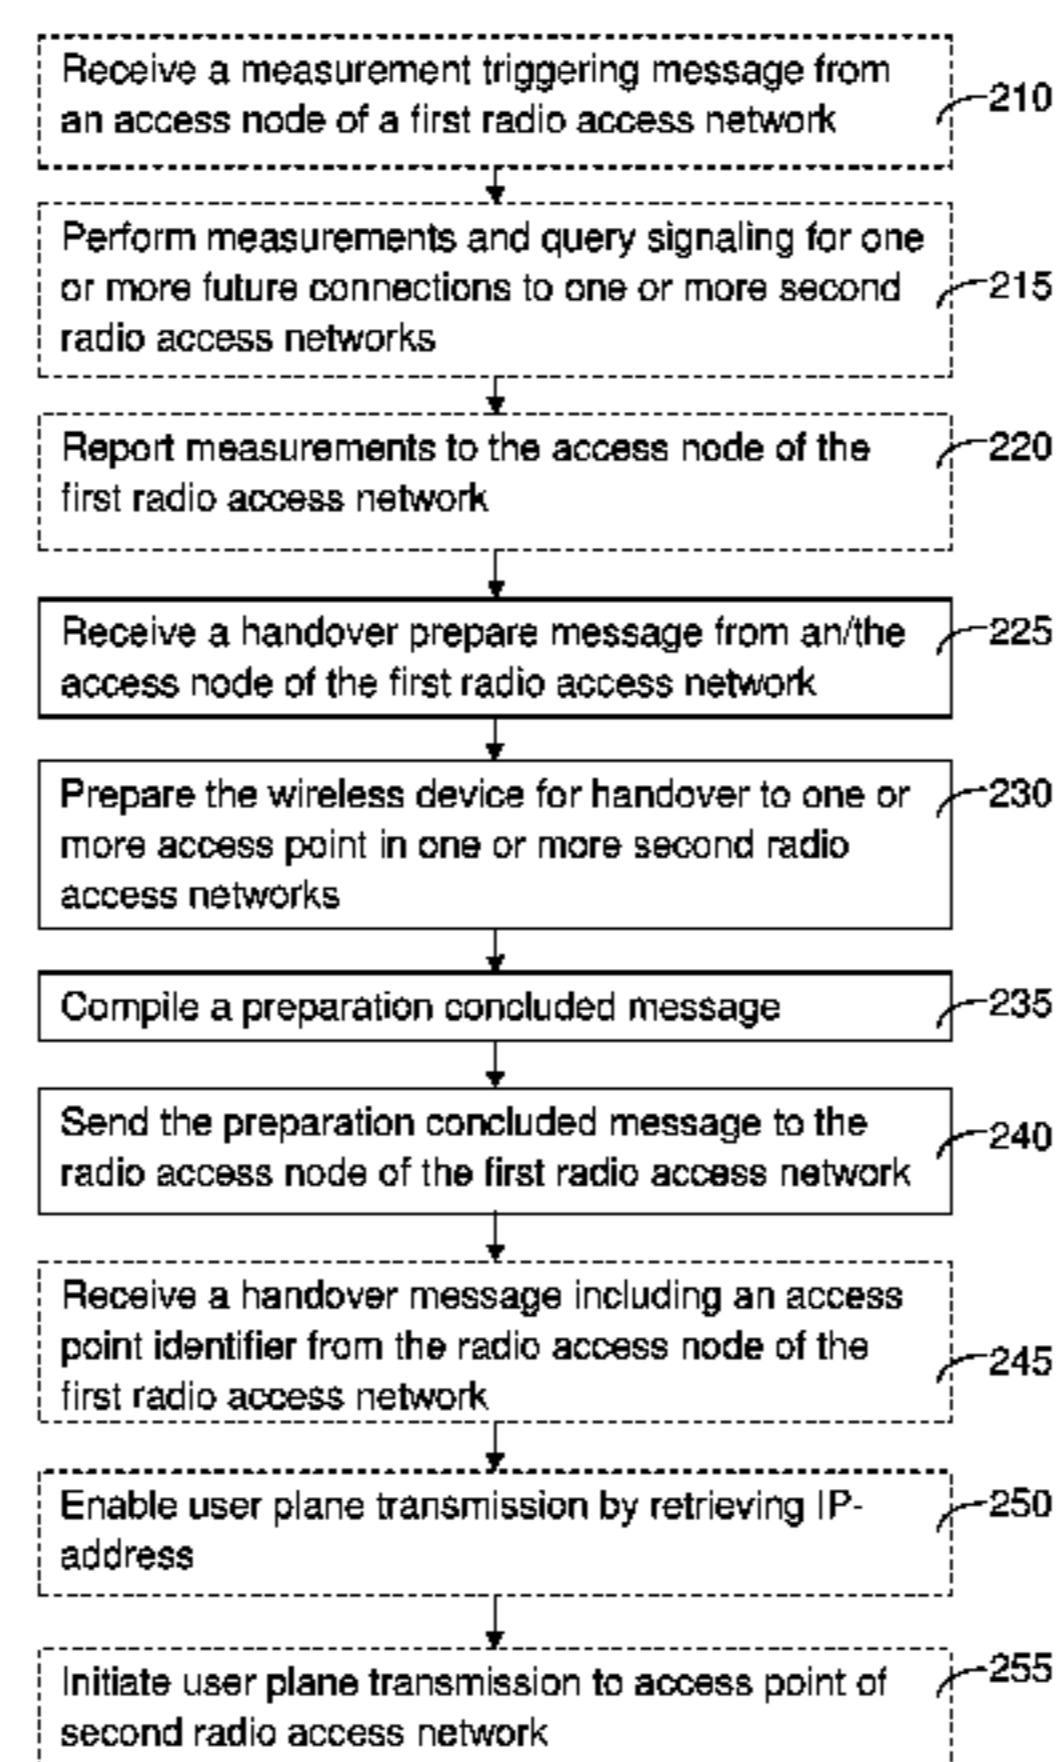 Receive a measurement triggering message from
an access node of a first radio access network
210
Perform measurements and query signaling for one
or more future connections to one or more second
radio access networks
215
Report measurements to the access node of the
first radio access network
220
Receive a handover prepare message from an/the
access node of the first radio access network
225
Prepare the wireless device for handover to one or
more access point in one or more second radio
access networks
230
Compile a preparation concluded message
235
Send the preparation concluded message to the
radio access node of the first radio access network
240
Receive a handover message including an access
point identifier from the radio access node of the
first radio access network
245
Enable user plane transmission by retrieving IP-
address
250
Initiate user plane transmission to access point of
second radio access network
255